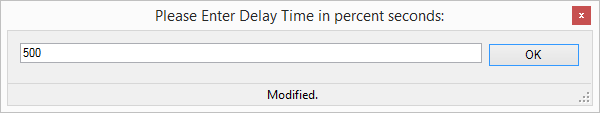 Please Enter Delay Time in percent seconds:
500
OK
Modified.